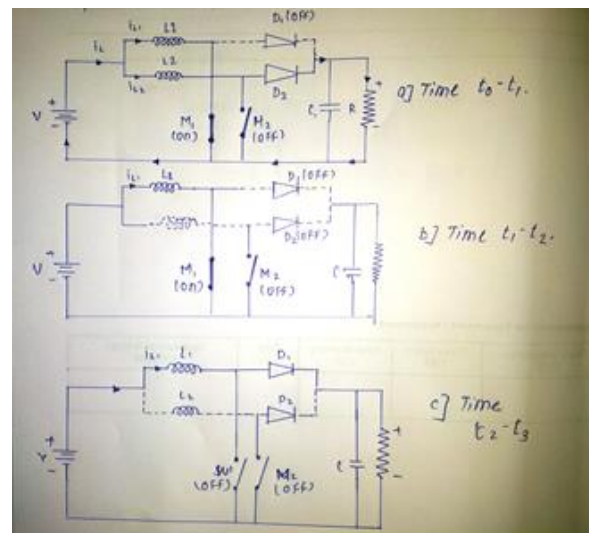 D1 (OFF)
iL1 L1
iL
L2
iL2 D2
V + -
M1 (on) M2 (OFF)
C R + -
a] Time t0-t1.
iL1 L1 D1 (OFF)
D2 (OFF)
V + -
M1 (on) M2 (OFF)
C
b] Time t1-t2.
iL1 L1 D1
L2 D2
V + -
(OFF) M2 (OFF)
C + -
c] Time
t2-t3